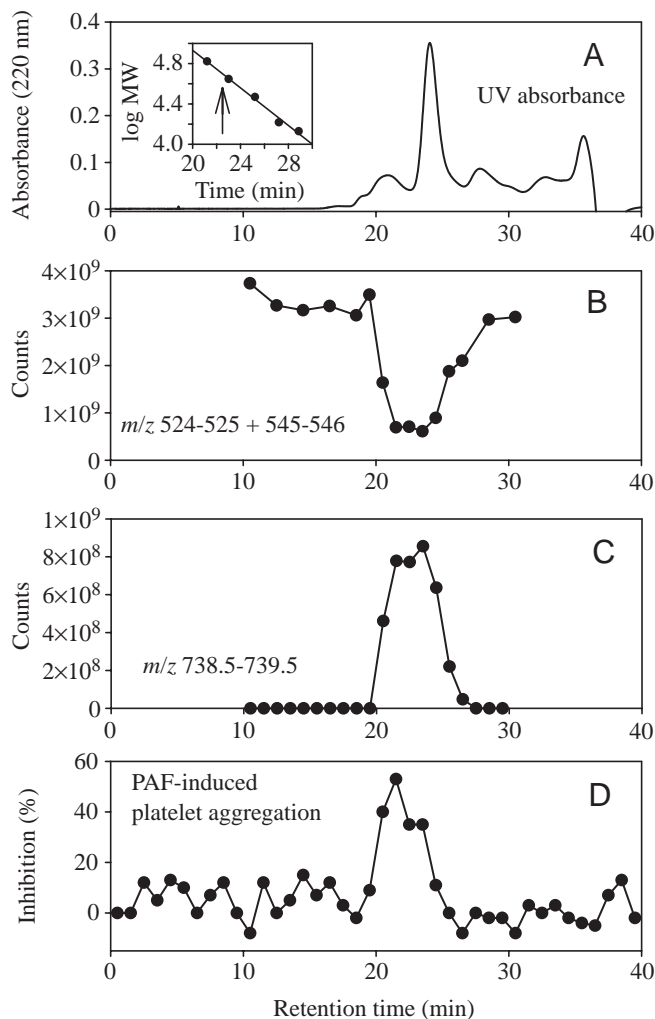 0.4
0.3
0.2
0.1
0
Absorbance (220 nm)
4.8
4.4
4.0
log MW
20 24 28
Time (min)
A
UV absorbance
0 10 20 30 40
4×10⁹
3×10⁹
2×10⁹
1×10⁹
0
Counts
B
m/z 524-525 + 545-546
0 10 20 30 40
1×10⁹
8×10⁸
6×10⁸
4×10⁸
2×10⁸
0
Counts
C
m/z 738.5-739.5
0 10 20 30 40
60
40
20
0
Inhibition (%)
PAF-induced
platelet aggregation
D
0 10 20 30 40
Retention time (min)